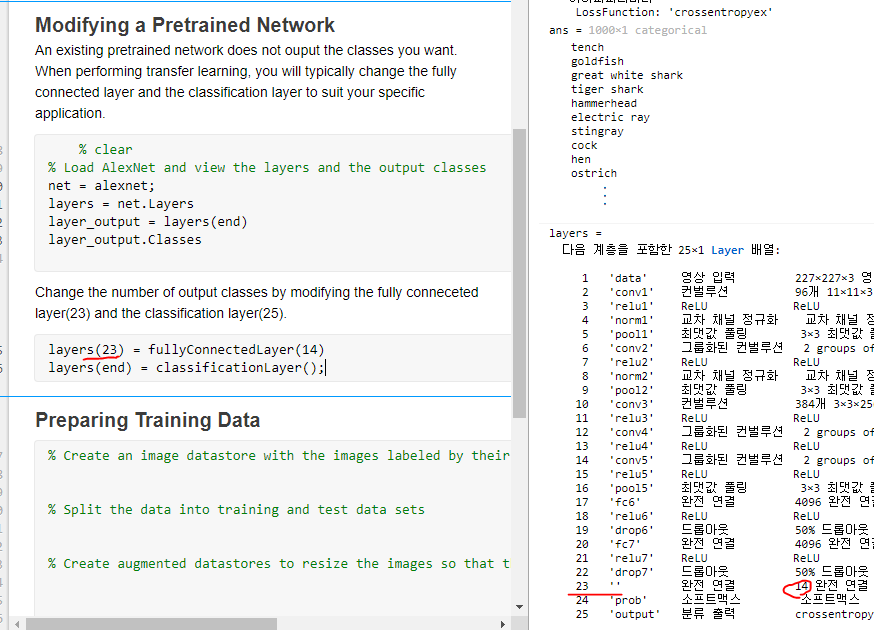 Modifying a Pretrained Network
An existing pretrained network does not ouput the classes you want.
When performing transfer learning, you will typically change the fully
connected layer and the classification layer to suit your specific
application.
% clear
% Load AlexNet and view the layers and the output classes
net = alexnet;
layers = net.Layers
layer_output = layers(end)
layer_output.Classes
Change the number of output classes by modifying the fully conneceted
layer(23) and the classification layer(25).
layers(23) = fullyConnectedLayer(14)
layers(end) = classificationLayer();
Preparing Training Data
% Create an image datastore with the images labeled by their
% Split the data into training and test data sets
% Create augmented datastores to resize the images so that t
LossFunction: 'crossentropyex'
ans = 1000×1 categorical
tench
goldfish
great white shark
tiger shark
hammerhead
electric ray
stingray
cock
hen
ostrich
layers =
다음 계층을 포함한 25×1 Layer 배열:
1 'data' 영상 입력 227×227×3 영
2 'conv1' 컨벌루션 96개 11×11×3
3 'relu1' ReLU ReLU
4 'norm1' 교차 채널 정규화 교차 채널 정
5 'pool1' 최댓값 풀링 3×3 최댓값 풀
6 'conv2' 그룹화된 컨벌루션 2 groups of
7 'relu2' ReLU ReLU
8 'norm2' 교차 채널 정규화 교차 채널 정
9 'pool2' 최댓값 풀링 3×3 최댓값 풀
10 'conv3' 컨벌루션 384개 3×3×25
11 'relu3' ReLU ReLU
12 'conv4' 그룹화된 컨벌루션 2 groups of
13 'relu4' ReLU ReLU
14 'conv5' 그룹화된 컨벌루션 2 groups of
15 'relu5' ReLU ReLU
16 'pool5' 최댓값 풀링 3×3 최댓값 풀
17 'fc6' 완전 연결 4096 완전 연결
18 'relu6' ReLU ReLU
19 'drop6' 드롭아웃 50% 드롭아웃
20 'fc7' 완전 연결 4096 완전 연결
21 'relu7' ReLU ReLU
22 'drop7' 드롭아웃 50% 드롭아웃
23 '' 완전 연결 14 완전 연결
24 'prob' 소프트맥스 소프트맥스
25 'output' 분류 출력 crossentropy